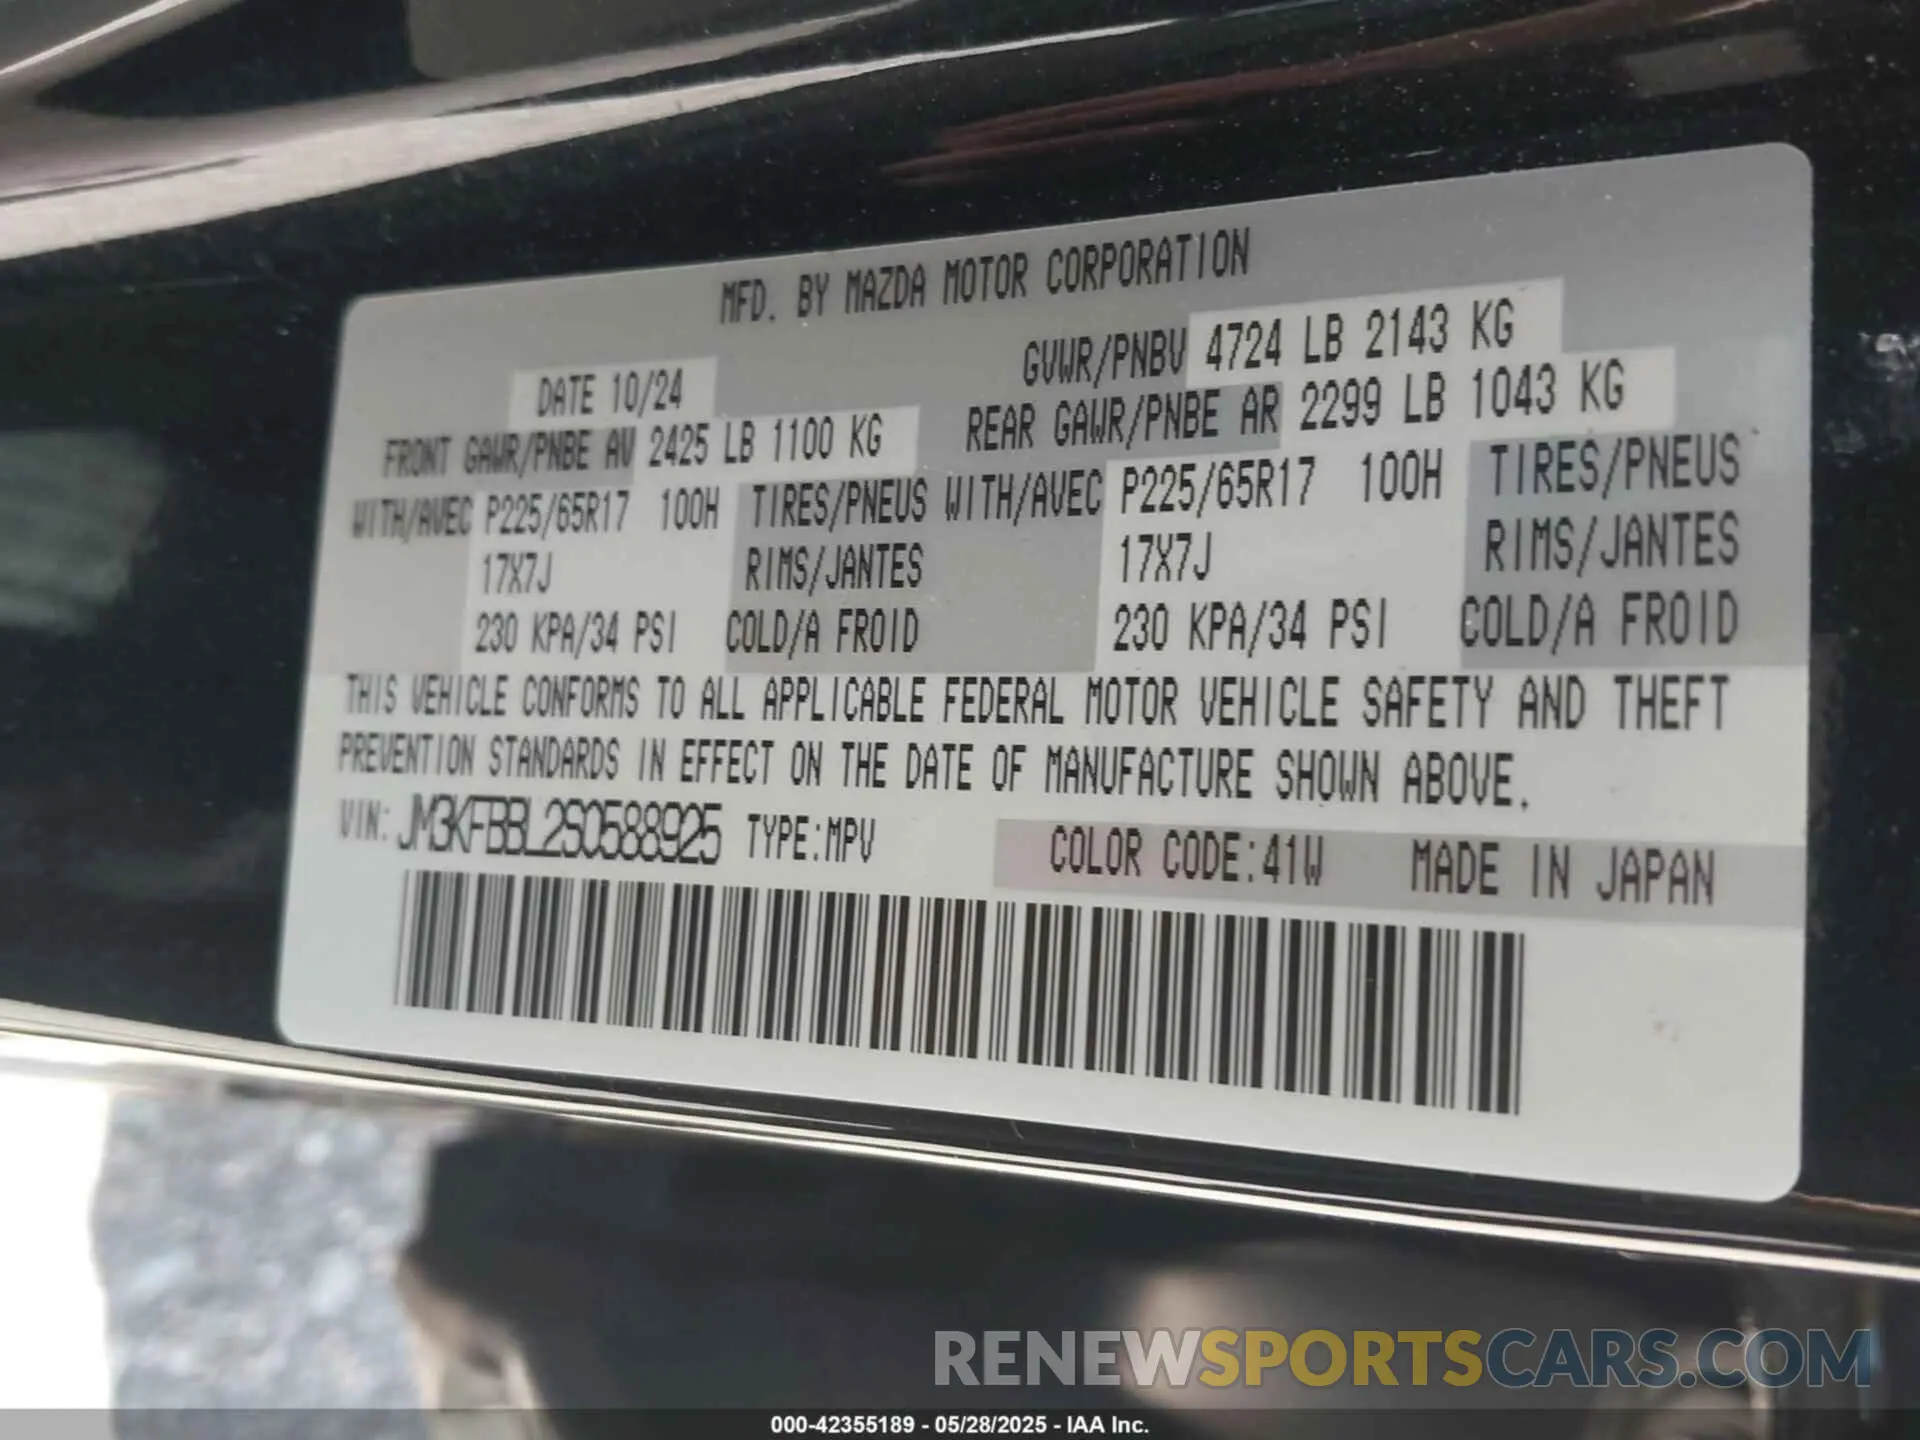 MFD. BY MAZDA MOTOR CORPORATION
DATE 10/24 GVWR/PNBV 4724 LB 2143 KG
FRONT GAWR/PNBE AV 2425 LB 1100 KG REAR GAWR/PNBE AR 2299 LB 1043 KG
WITH/AVEC P225/65R17 100H TIRES/PNEUS WITH/AVEC P225/65R17 100H TIRES/PNEUS
17X7J RIMS/JANTES 17X7J RIMS/JANTES
230 KPA/34 PSI COLD/A FROID 230 KPA/34 PSI COLD/A FROID
THIS VEHICLE CONFORMS TO ALL APPLICABLE FEDERAL MOTOR VEHICLE SAFETY AND THEFT
PREVENTION STANDARDS IN EFFECT ON THE DATE OF MANUFACTURE SHOWN ABOVE.
VIN: JM3KFBBL2S0588925 TYPE:MPV COLOR CODE:41W MADE IN JAPAN
RENEWSPORTSCARS.COM
000-42355189 - 05/28/2025 - IAA Inc.